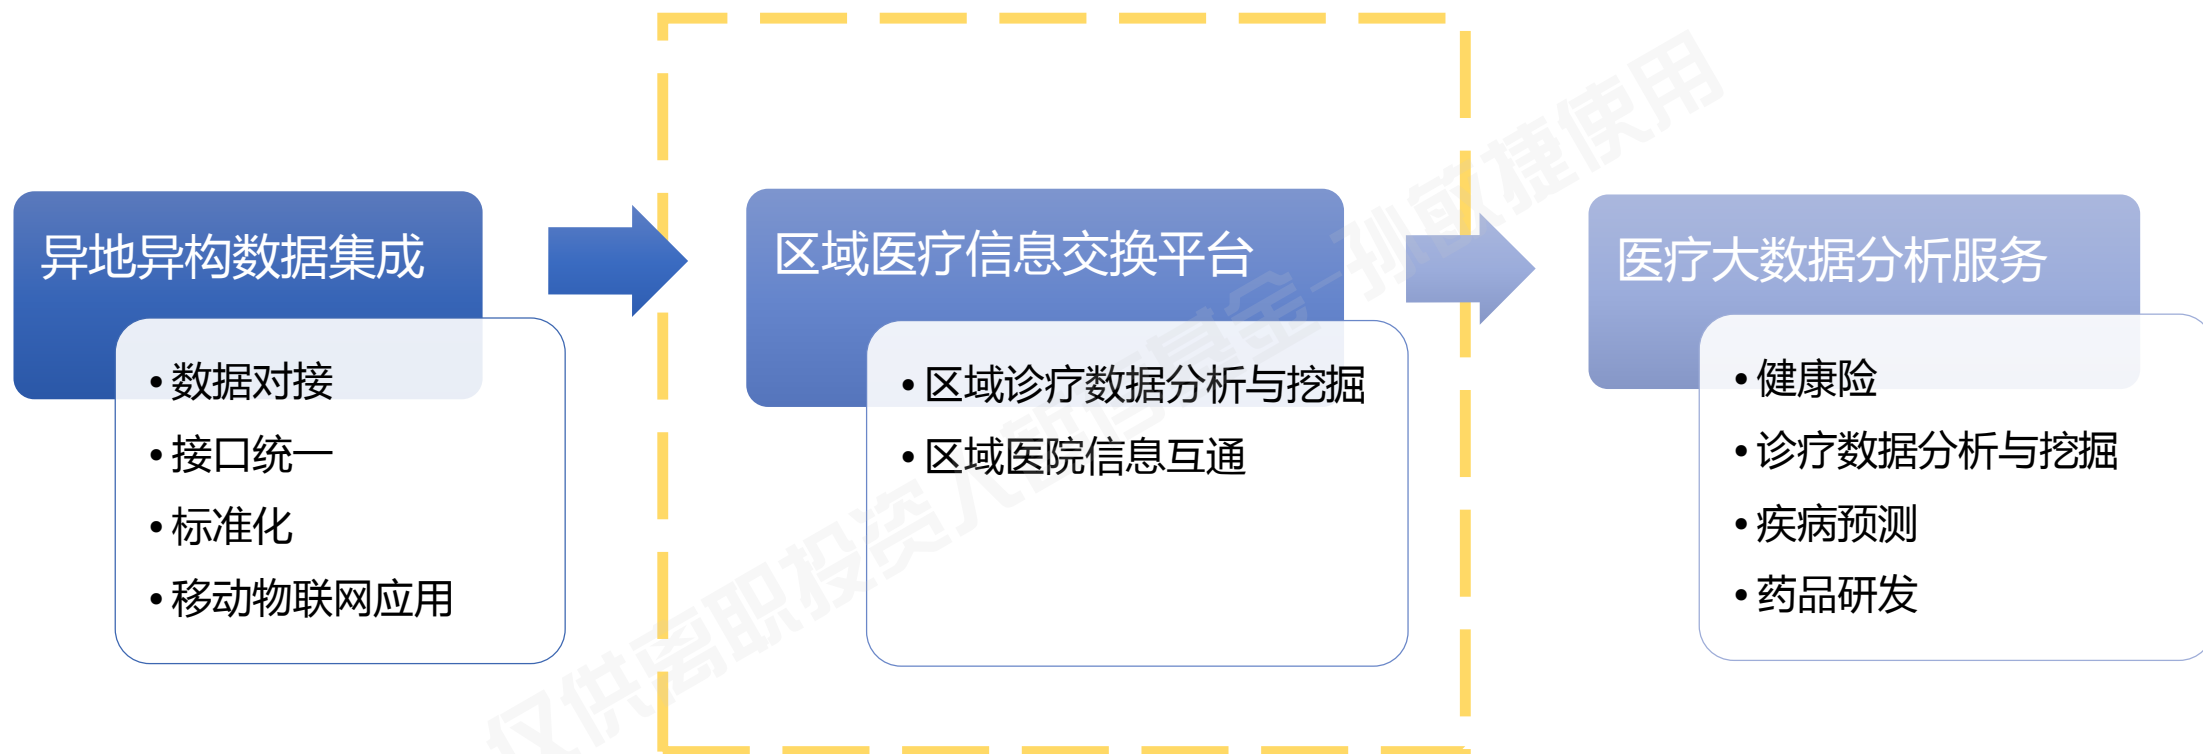 异地异构数据集成
• 数据对接
• 接口统一
• 标准化
• 移动物联网应用
区域医疗信息交换平台
• 区域诊疗数据分析与挖掘
• 区域医院信息互通
医疗大数据分析服务
• 健康险
• 诊疗数据分析与挖掘
• 疾病预测
• 药品研发